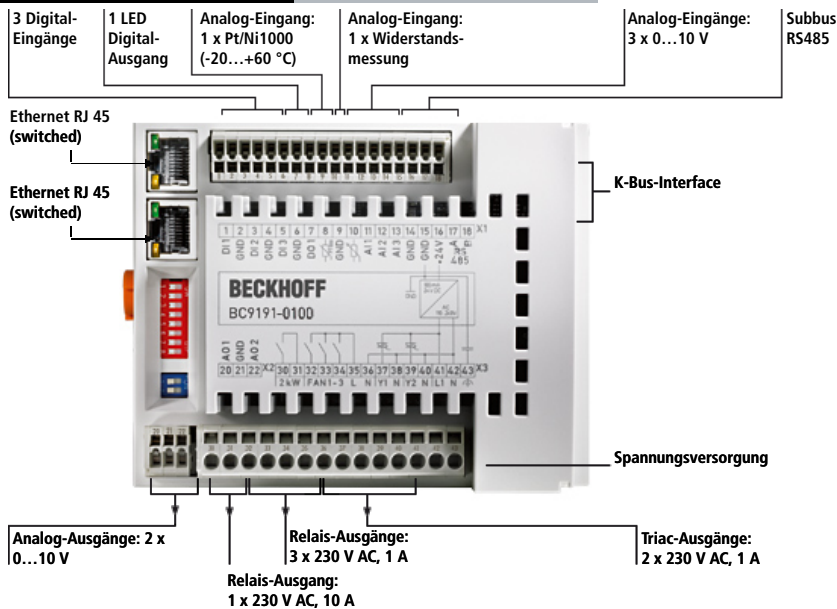 3 Digital-
Eingänge
1 LED
Digital-
Ausgang
Analog-Eingang:
1 x Pt/Ni1000
(-20…+60 °C)
Analog-Eingang:
1 x Widerstands-
messung
Analog-Eingänge:
3 x 0…10 V
Subbus
RS485
Ethernet RJ 45
(switched)
Ethernet RJ 45
(switched)
K-Bus-Interface
1 2 3 4 5 6 7 8 9 10 11 12 13 14 15 16 17 18 X1
DI1 GND DI2 GND DI3 GND DO1 GND AI1 AI2 AI3 GND GND +24V A B
485
BECKHOFF
BC9191-0100
GND
AO1 GND AO2
20 21 22 X2 30 31 32 33 34 35 36 37 38 39 40 41 42 43 X3
2kW FAN1-3 L N Y1 N Y2 N L1 N
Spannungsversorgung
Analog-Ausgänge: 2 x
0…10 V
Relais-Ausgänge:
3 x 230 V AC, 1 A
Triac-Ausgänge:
2 x 230 V AC, 1 A
Relais-Ausgang:
1 x 230 V AC, 10 A